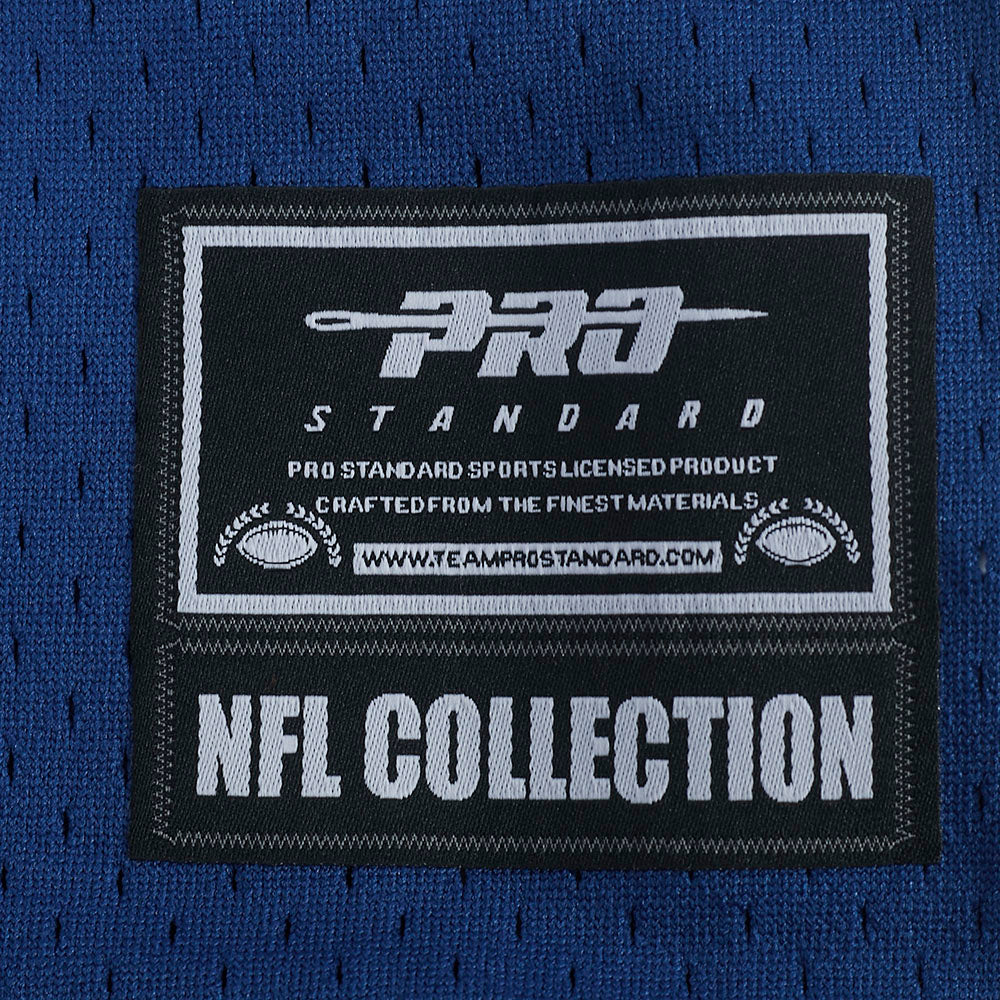 PRO
STANDARD
PRO STANDARD SPORTS LICENSED PRODUCT
CRAFTED FROM THE FINEST MATERIALS
WWW.TEAMPROSTANDARD.COM
NFL COLLECTION